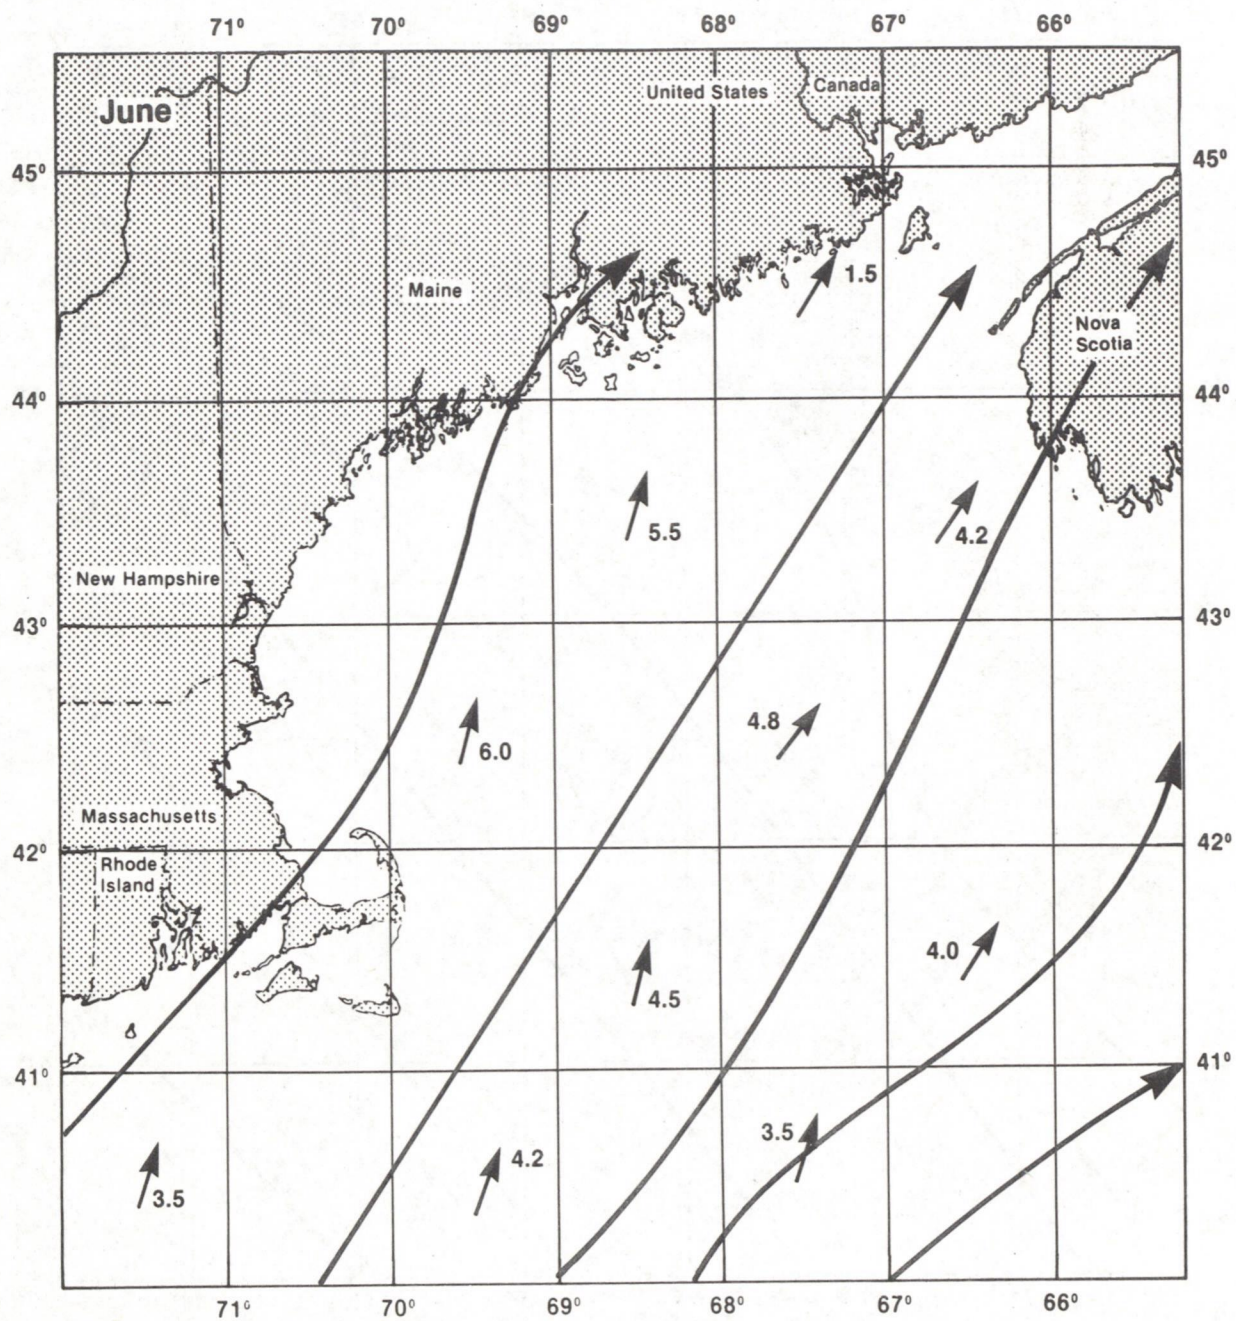 71° 70° 69° 68° 67° 66°
United States Canada
June
45° 45°
1.5
Maine
Nova
Scotia
44° 44°
5.5 4.2
New Hampshire
43° 43°
4.8
6.0
Massachusetts
42° 42°
Rhode
Island
4.0
4.5
41° 41°
3.5
4.2
3.5
71° 70° 69° 68° 67° 66°